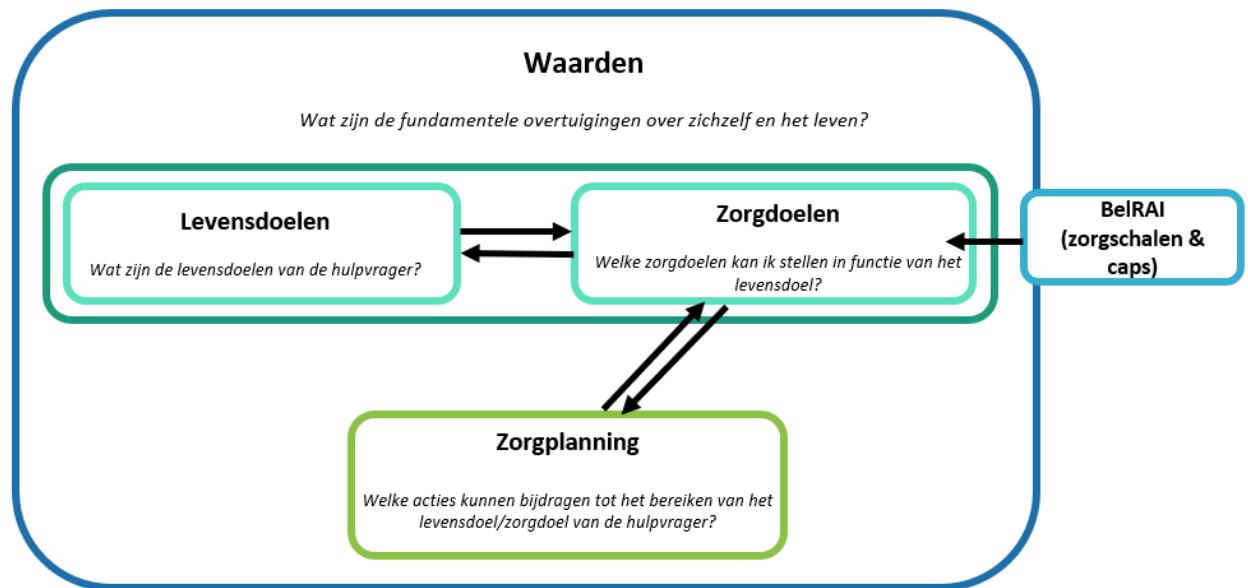 Waarden
Wat zijn de fundamentele overtuigingen over zichzelf en het leven?
Levensdoelen
Wat zijn de levensdoelen van de hulpvrager?
Zorgdoelen
Welke zorgdoelen kan ik stellen in functie van het
levensdoel?
BelRAI
(zorgschalen &
caps)
Zorgplanning
Welke acties kunnen bijdragen tot het bereiken van het
levensdoel/zorgdoel van de hulpvrager?